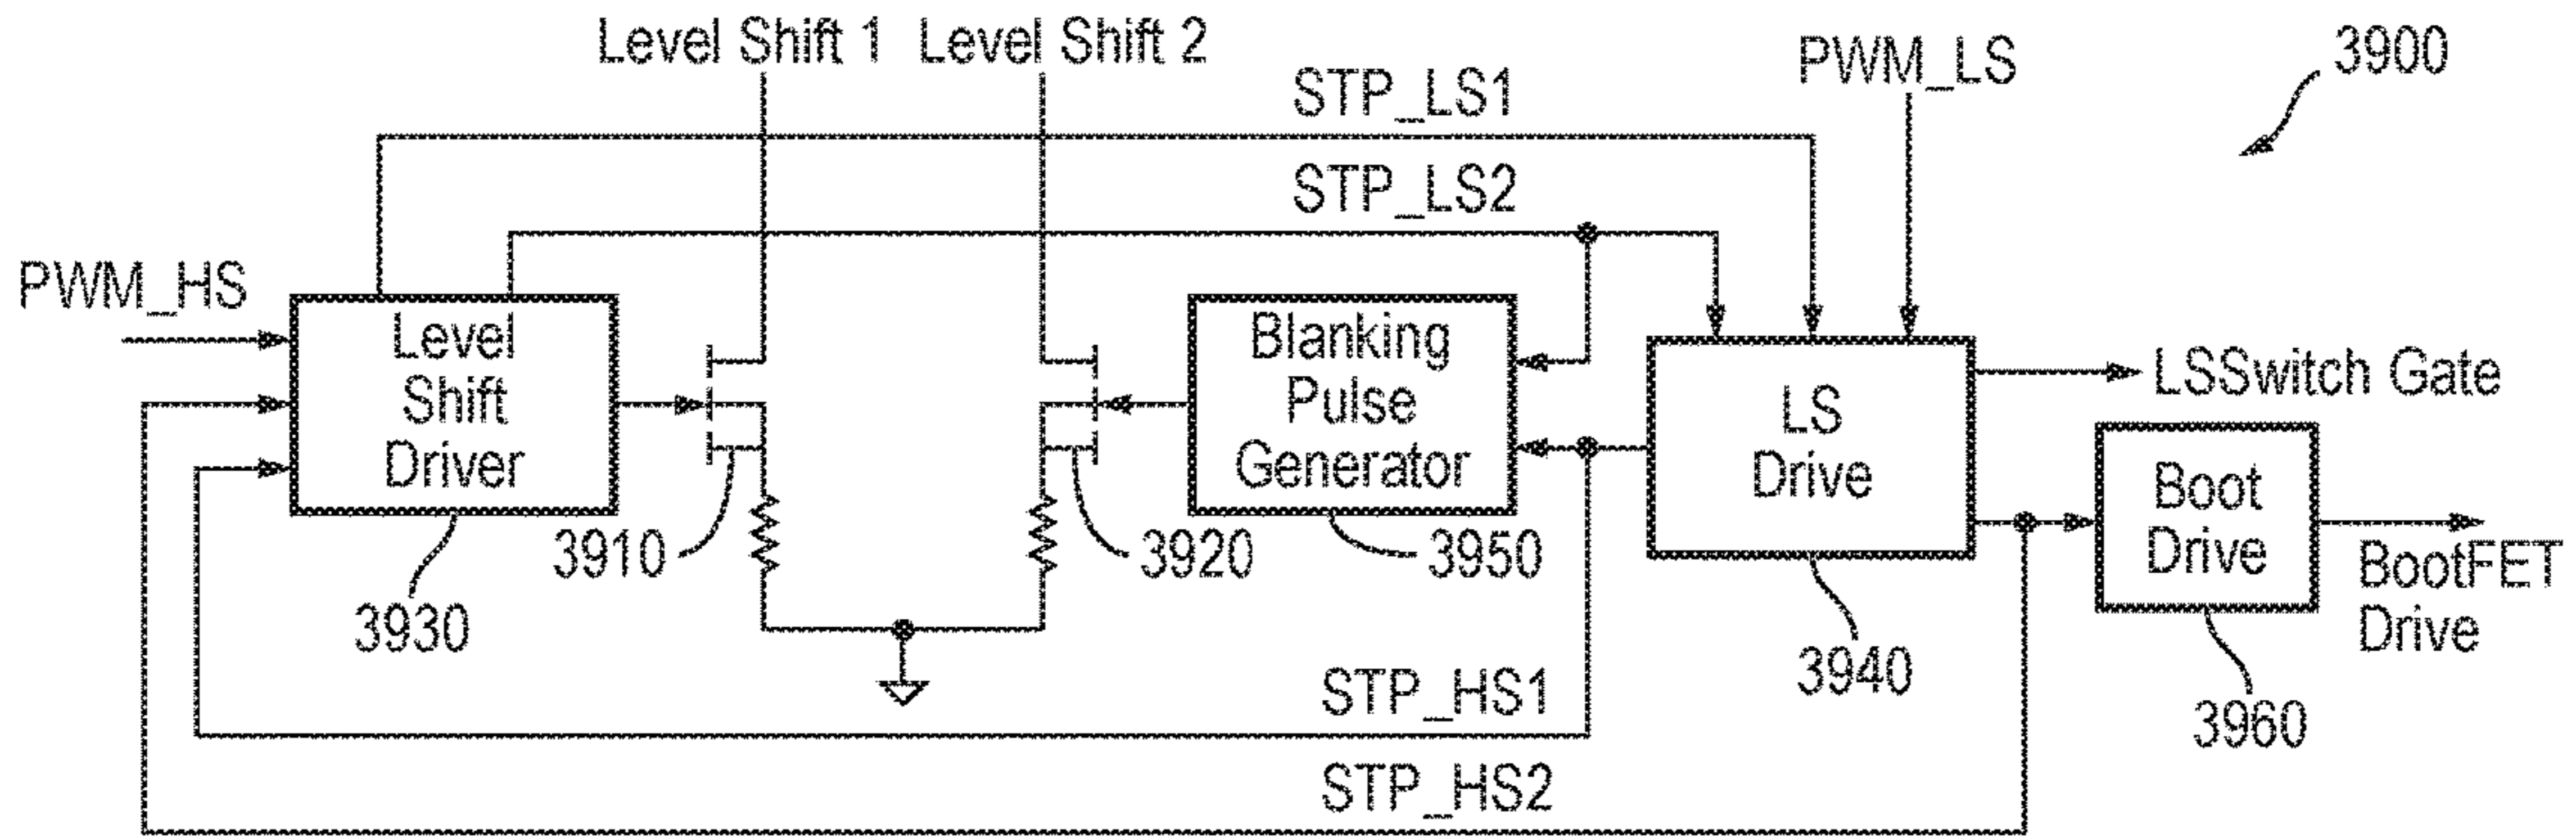 Level Shift 1
Level Shift 2
PWM_LS
3900
STP_LS1
STP_LS2
PWM_HS
Level
Shift
Driver
Blanking
Pulse
Generator
LS
Drive
LSSwitch Gate
Boot
Drive
BootFET
Drive
3910
3920
3950
3930
3940
3960
STP_HS1
STP_HS2